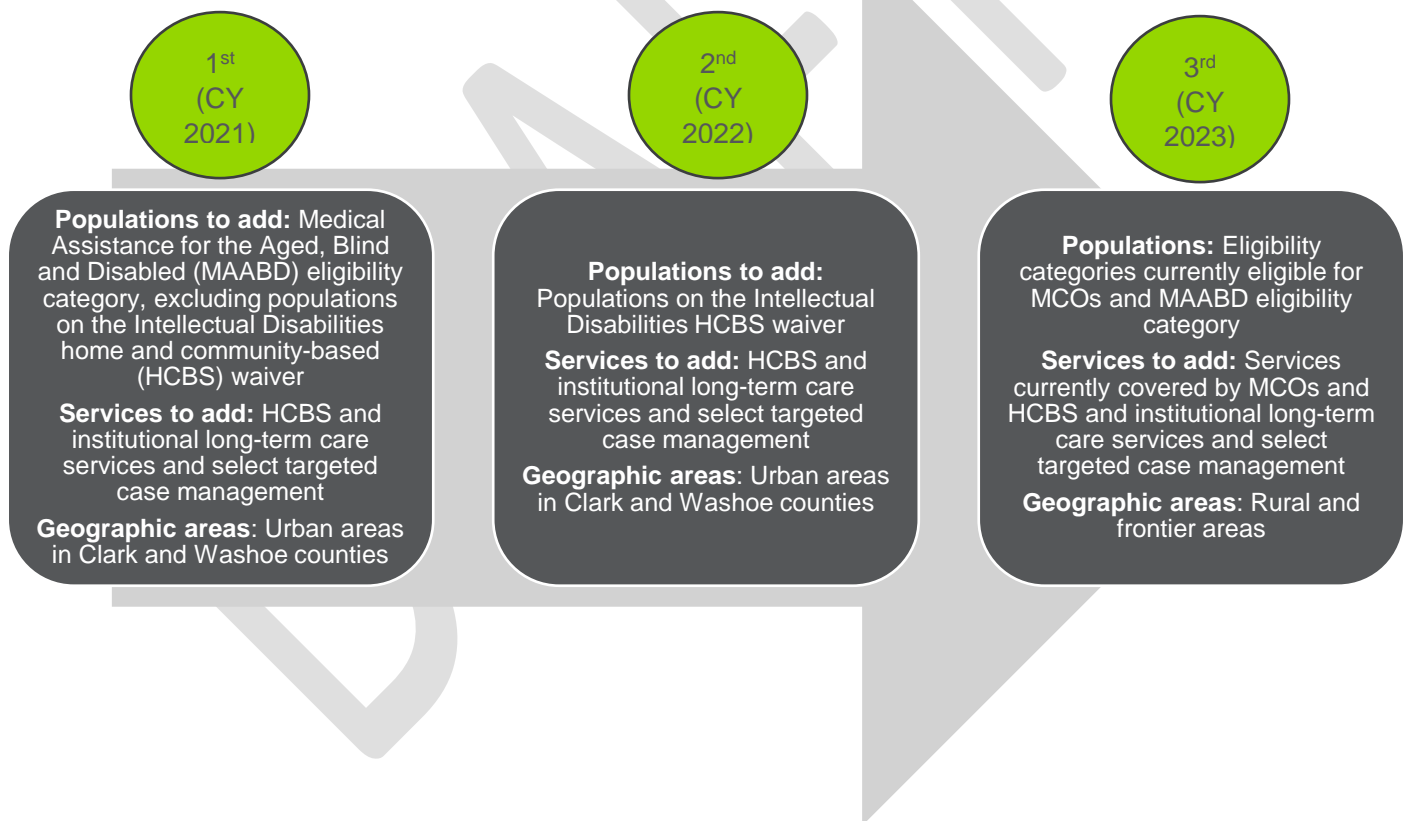 1st
(CY
2021)
Populations to add: Medical
Assistance for the Aged, Blind
and Disabled (MAABD) eligibility
category, excluding populations
on the Intellectual Disabilities
home and community-based
(HCBS) waiver
Services to add: HCBS and
institutional long-term care
services and select targeted
case management
Geographic areas: Urban areas
in Clark and Washoe counties
2nd
(CY
2022)
Populations to add:
Populations on the Intellectual
Disabilities HCBS waiver
Services to add: HCBS and
institutional long-term care
services and select targeted
case management
Geographic areas: Urban areas
in Clark and Washoe counties
3rd
(CY
2023)
Populations: Eligibility
categories currently eligible for
MCOs and MAABD eligibility
category
Services to add: Services
currently covered by MCOs and
HCBS and institutional long-term
care services and select
targeted case management
Geographic areas: Rural and
frontier areas